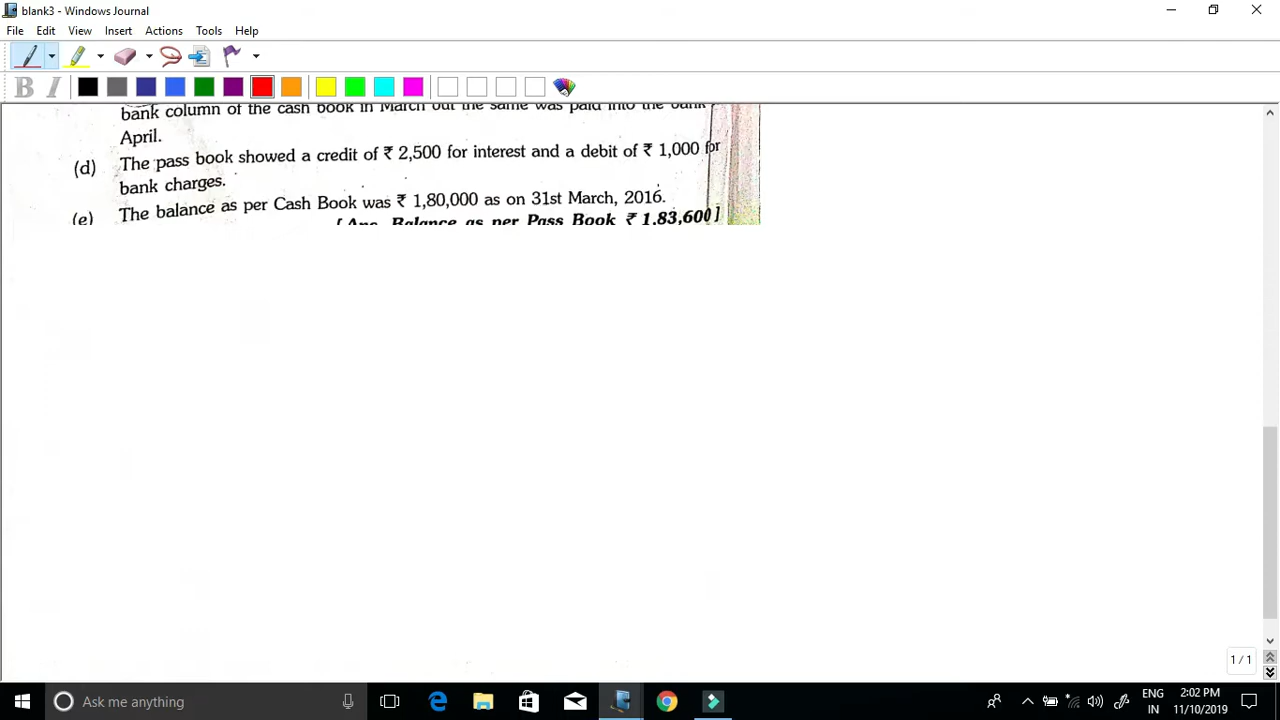 blank3 - Windows Journal
File Edit View Insert Actions Tools Help
B I
bank column of the cash book in March but the same was paid into the bank
April.
(d) The pass book showed a credit of ₹ 2,500 for interest and a debit of ₹ 1,000 for
bank charges.
(e) The balance as per Cash Book was ₹ 1,80,000 as on 31st March, 2016.
[Ans. Balance as per Pass Book ₹ 1,83,600]
1 / 1
Ask me anything
ENG
IN
2:02 PM
11/10/2019